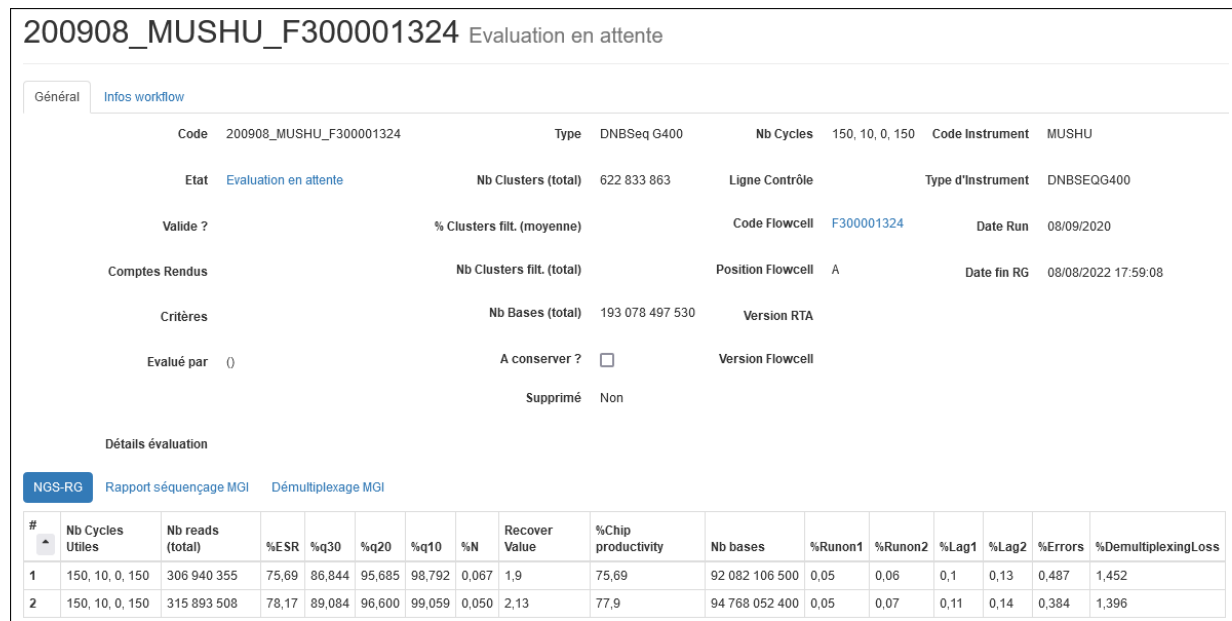 200908_MUSHU_F300001324 Evaluation en attente
Général Infos workflow
Code 200908_MUSHU_F300001324 Type DNBSeq G400 Nb Cycles 150, 10, 0, 150 Code Instrument MUSHU
Etat Evaluation en attente Nb Clusters (total) 622 833 863 Ligne Contrôle Type d'Instrument DNBSEQG400
Valide ? % Clusters filt. (moyenne) Code Flowcell F300001324 Date Run 08/09/2020
Comptes Rendus Nb Clusters filt. (total) Position Flowcell A Date fin RG 08/08/2022 17:59:08
Critères Nb Bases (total) 193 078 497 530 Version RTA
Evalué par () A conserver ? Version Flowcell
Supprimé Non
Détails évaluation
NGS-RG Rapport séquençage MGI Démultiplexage MGI
# Nb Cycles Utiles Nb reads (total) %ESR %q30 %q20 %q10 %N Recover Value %Chip productivity Nb bases %Runon1 %Runon2 %Lag1 %Lag2 %Errors %DemultiplexingLoss
1 150, 10, 0, 150 306 940 355 75,69 86,844 95,685 98,792 0,067 1,9 75,69 92 082 106 500 0,05 0,06 0,1 0,13 0,487 1,452
2 150, 10, 0, 150 315 893 508 78,17 89,084 96,600 99,059 0,050 2,13 77,9 94 768 052 400 0,05 0,07 0,11 0,14 0,384 1,396